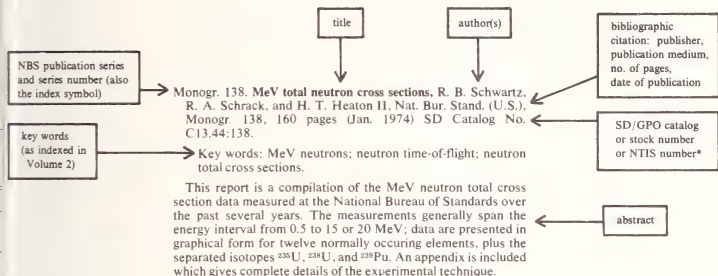 title
author(s)
bibliographic
citation: publisher,
publication medium,
no. of pages,
date of publication
NBS publication series
and series number (also
the index symbol)
Monogr. 138. MeV total neutron cross sections, R. B. Schwartz,
R. A. Schrack, and H. T. Heaton II, Nat. Bur. Stand. (U.S.),
Monogr. 138, 160 pages (Jan. 1974) SD Catalog No.
C13.44:138.
SD/GPO catalog
or stock number
or NTIS number*
key words
(as indexed in
Volume 2)
Key words: MeV neutrons; neutron time-of-flight; neutron
total cross sections.
This report is a compilation of the MeV neutron total cross
section data measured at the National Bureau of Standards over
the past several years. The measurements generally span the
energy interval from 0.5 to 15 or 20 MeV; data are presented in
graphical form for twelve normally occuring elements, plus the
separated isotopes ²³⁵U, ²³⁸U, and ²³⁹Pu. An appendix is included
which gives complete details of the experimental technique.
abstract